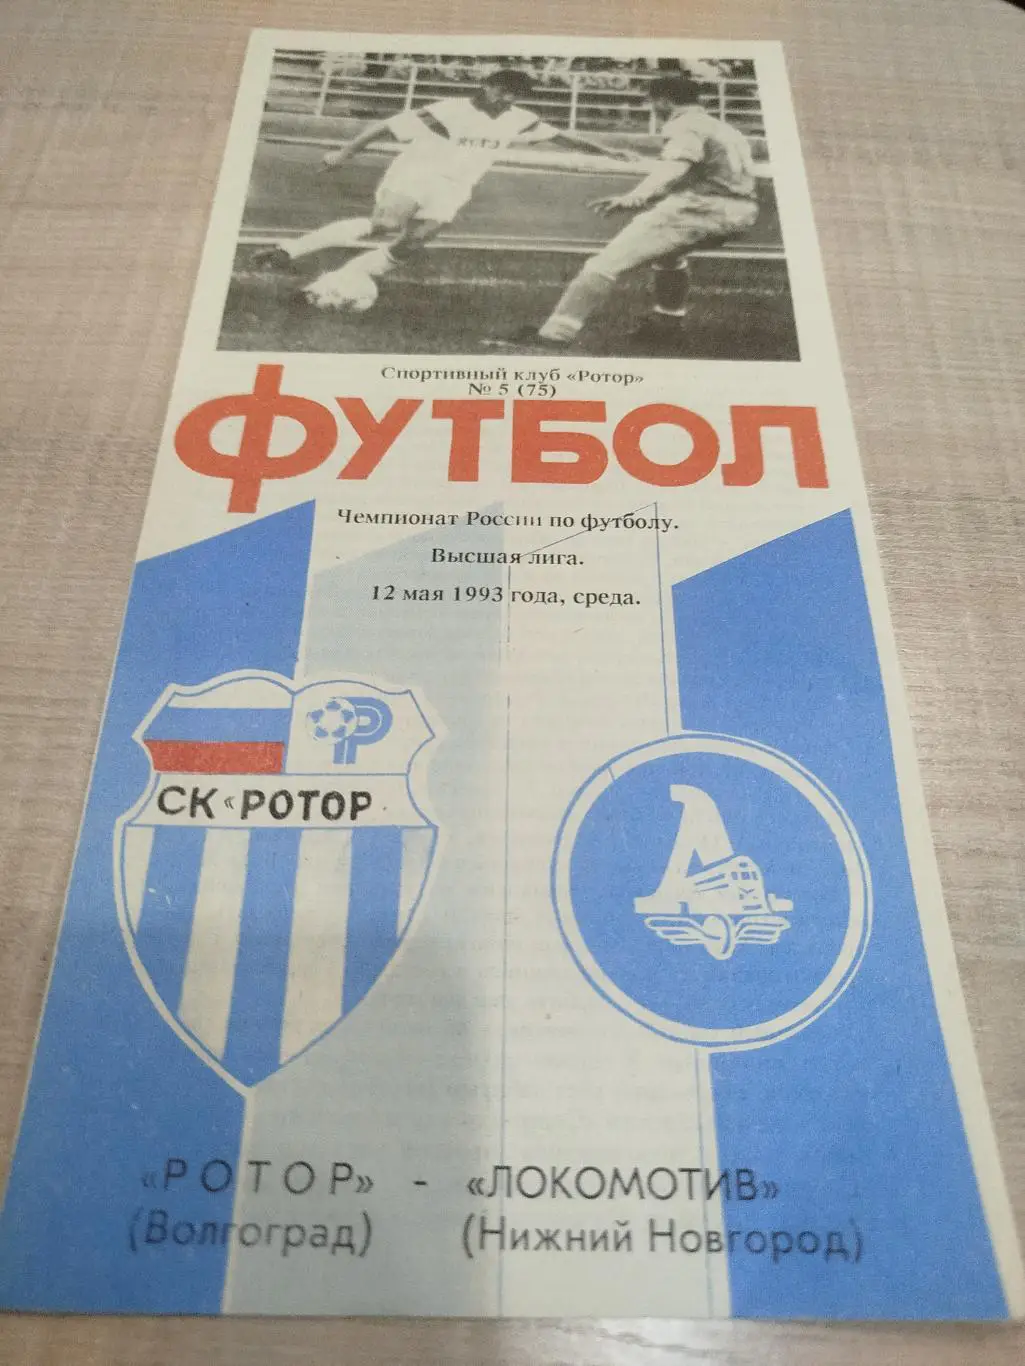 Спортивный клуб «Ротор»
№ 5 (75)
ФУТБОЛ
Чемпионат России по футболу.
Высшая лига.
12 мая 1993 года, среда.
СК «РОТОР
«РОТОР» - «ЛОКОМОТИВ»
(Волгоград) (Нижний Новгород)